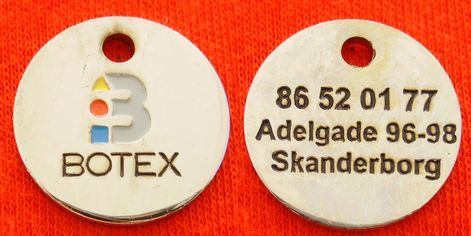 BOTEX
86 52 01 77
Adelgade 96-98
Skanderborg